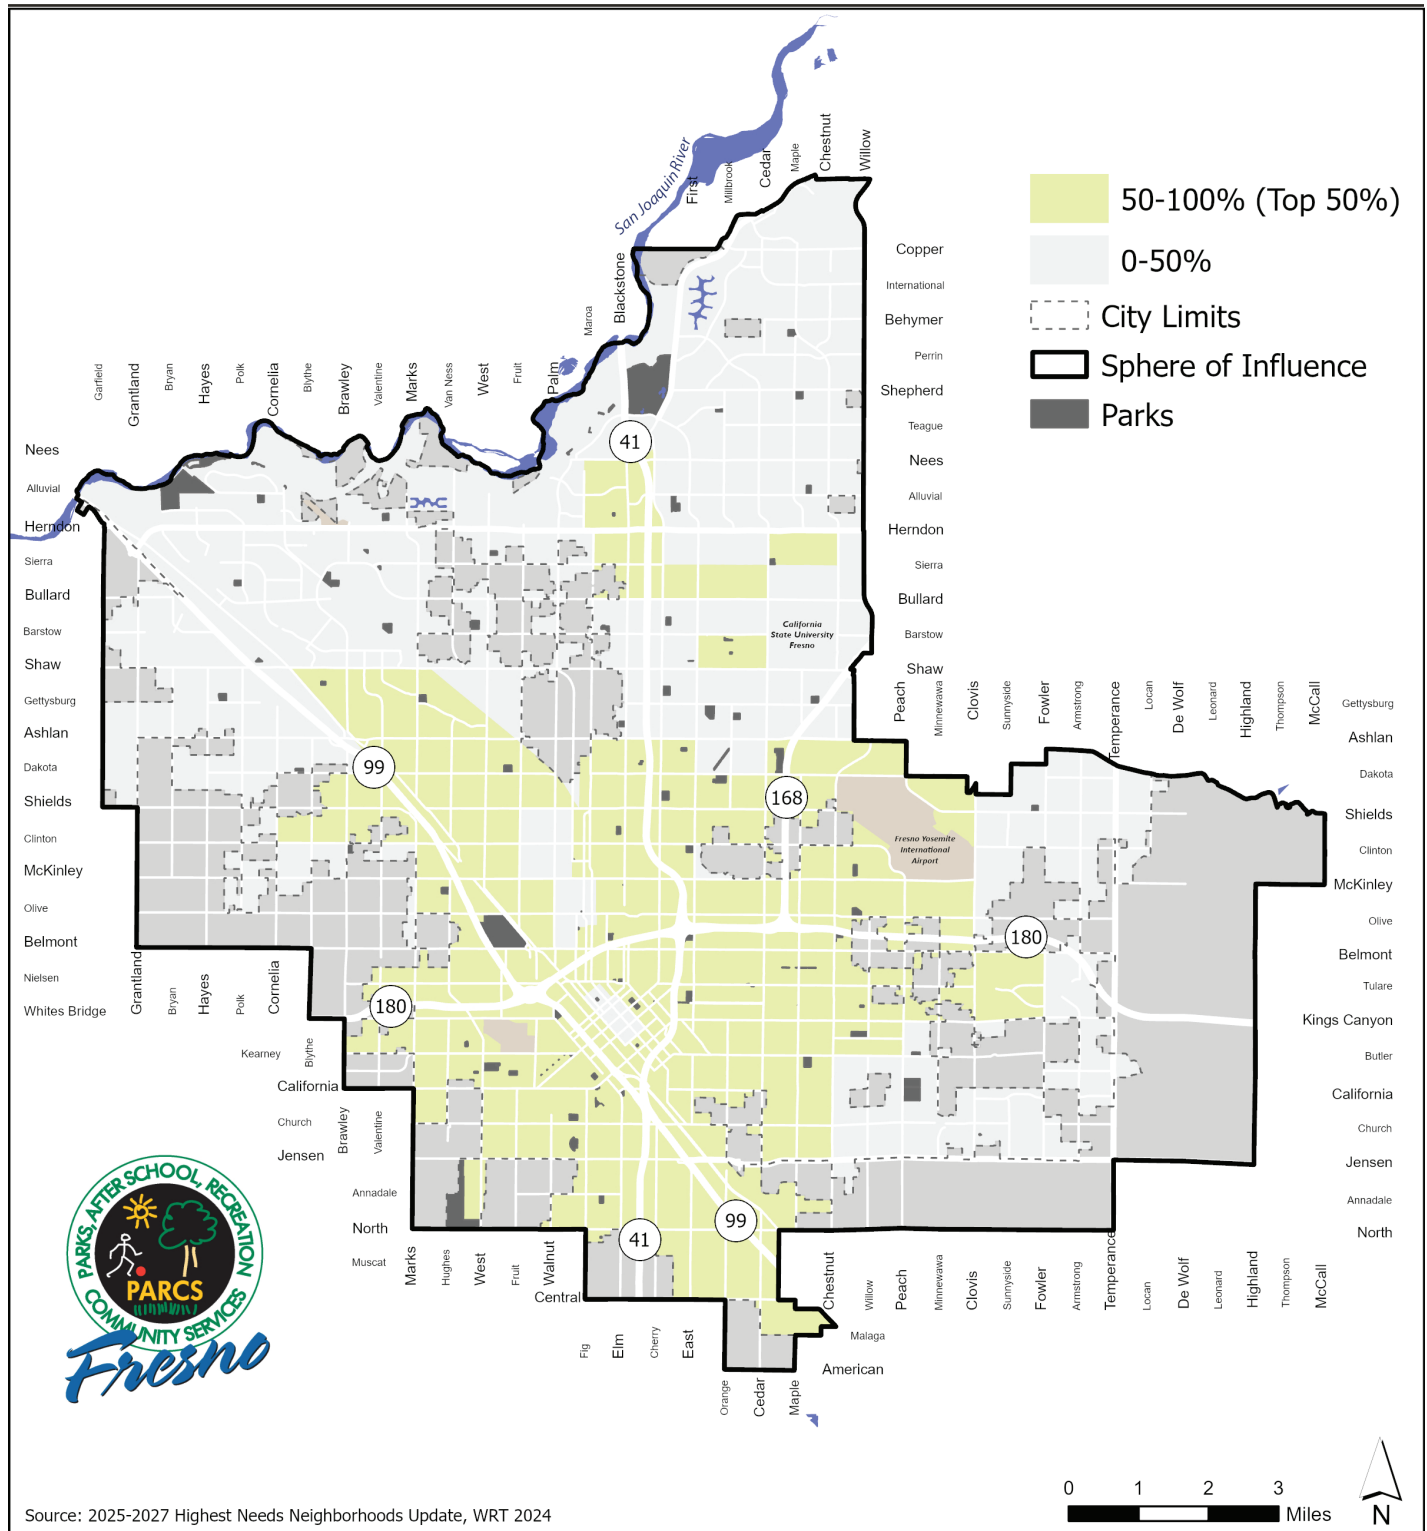 San Joaquin River
First
Millbrook
Cedar
Maple
Chestnut
Willow
50-100% (Top 50%)
0-50%
City Limits
Sphere of Influence
Parks
Copper
International
Behymer
Perrin
Shepherd
Teague
Nees
Alluvial
Herndon
Sierra
Bullard
Barstow
Shaw
Blackstone
Maroa
Garfield
Grantland
Bryan
Hayes
Polk
Cornelia
Blythe
Brawley
Valentine
Marks
Van Ness
West
Fruit
Palm
Nees
Alluvial
Herndon
Sierra
Bullard
Barstow
Shaw
Gettysburg
Ashlan
Dakota
Shields
Clinton
McKinley
Olive
Belmont
Nielsen
Whites Bridge
41
California
State University
Fresno
Peach
Minnewawa
Clovis
Sunnyside
Fowler
Armstrong
Temperance
Locan
De Wolf
Leonard
Highland
Thompson
McCall
Gettysburg
Ashlan
Dakota
Shields
Clinton
McKinley
Olive
Belmont
Tulare
Kings Canyon
Butler
California
Church
Jensen
Annadale
North
99
168
Fresno Yosemite
International
Airport
180
180
Grantland
Bryan
Hayes
Polk
Cornelia
Kearney
Blythe
California
Church
Brawley
Valentine
Jensen
Annadale
North
Muscat
99
41
Marks
Hughes
West
Fruit
Walnut
Central
Chestnut
Willow
Peach
Minnewawa
Clovis
Sunnyside
Fowler
Armstrong
Temperance
Locan
De Wolf
Leonard
Highland
Thompson
McCall
Fig
Elm
Cherry
East
Malaga
American
Orange
Cedar
Maple
PARKS, AFTER SCHOOL, RECREATION
PARCS
COMMUNITY SERVICES
Fresno
0 1 2 3
Miles
N
Source: 2025-2027 Highest Needs Neighborhoods Update, WRT 2024